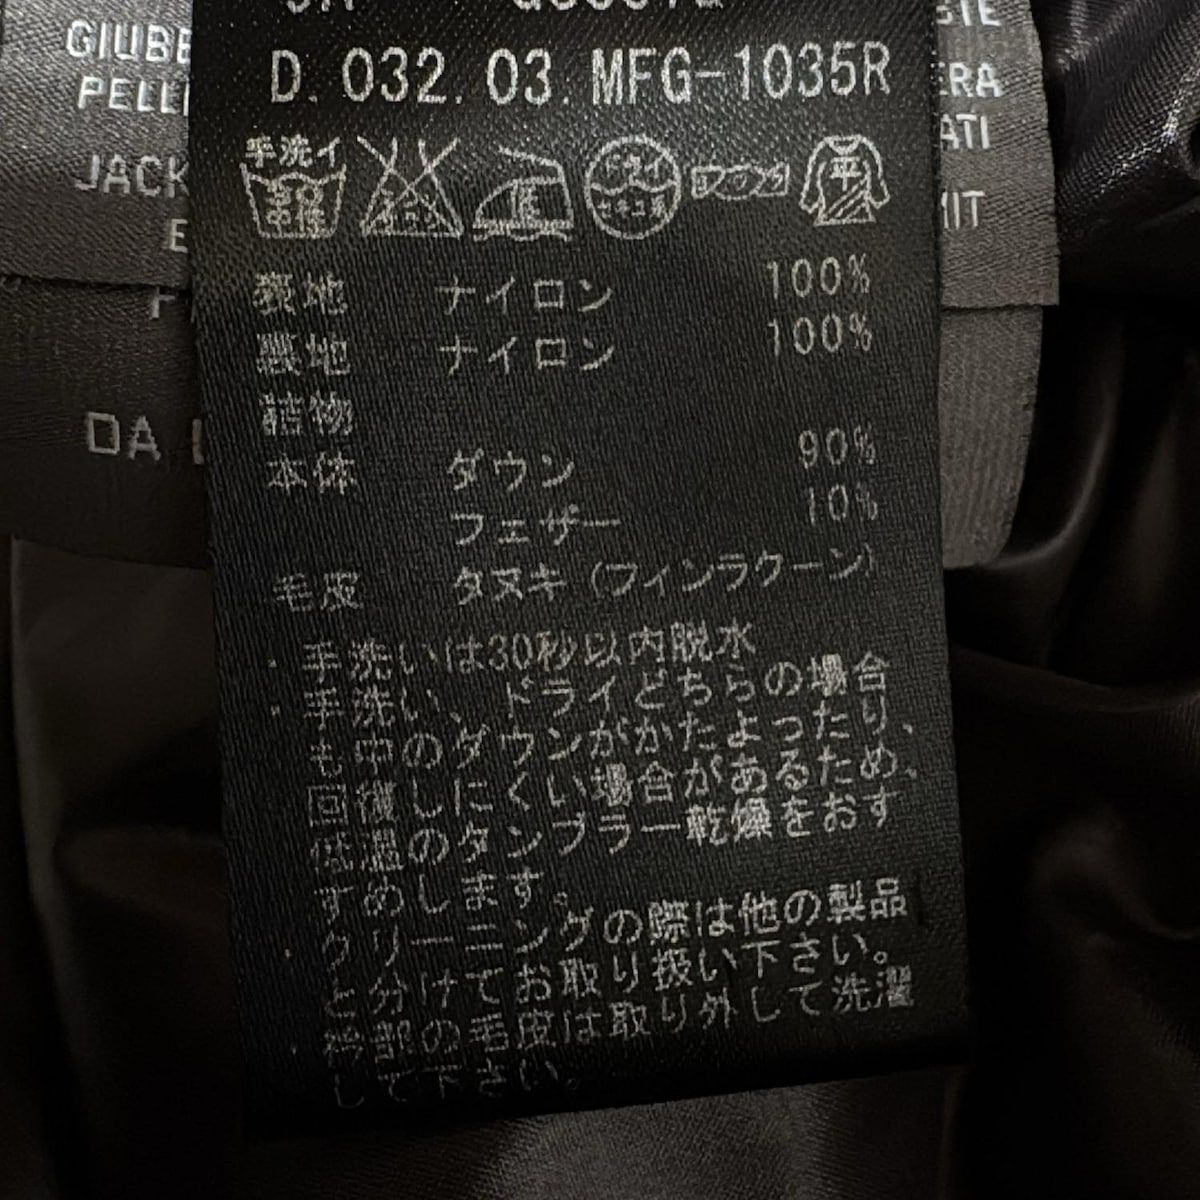 GIUBB
PELLI
JACK
E
DA
ERA
ATI
MIT
D. 032. 03. MFG-1035R
手洗イ
ドライ
平
表地 ナイロン 100%
裏地 ナイロン 100%
詰物
本体 ダウン 90%
フェザー 10%
毛皮 タヌキ (フィンラクーン)
・手洗いは30秒以内脱水
・手洗い、ドライどちらの場合
も中のダウンがかたよったり、
回復しにくい場合があるため、
低温のタンブラー乾燥をおす
すめします。
・クリーニングの際は他の製品
と分けてお取り扱い下さい。
・衿部の毛皮は取り外して洗濯
して下さい。